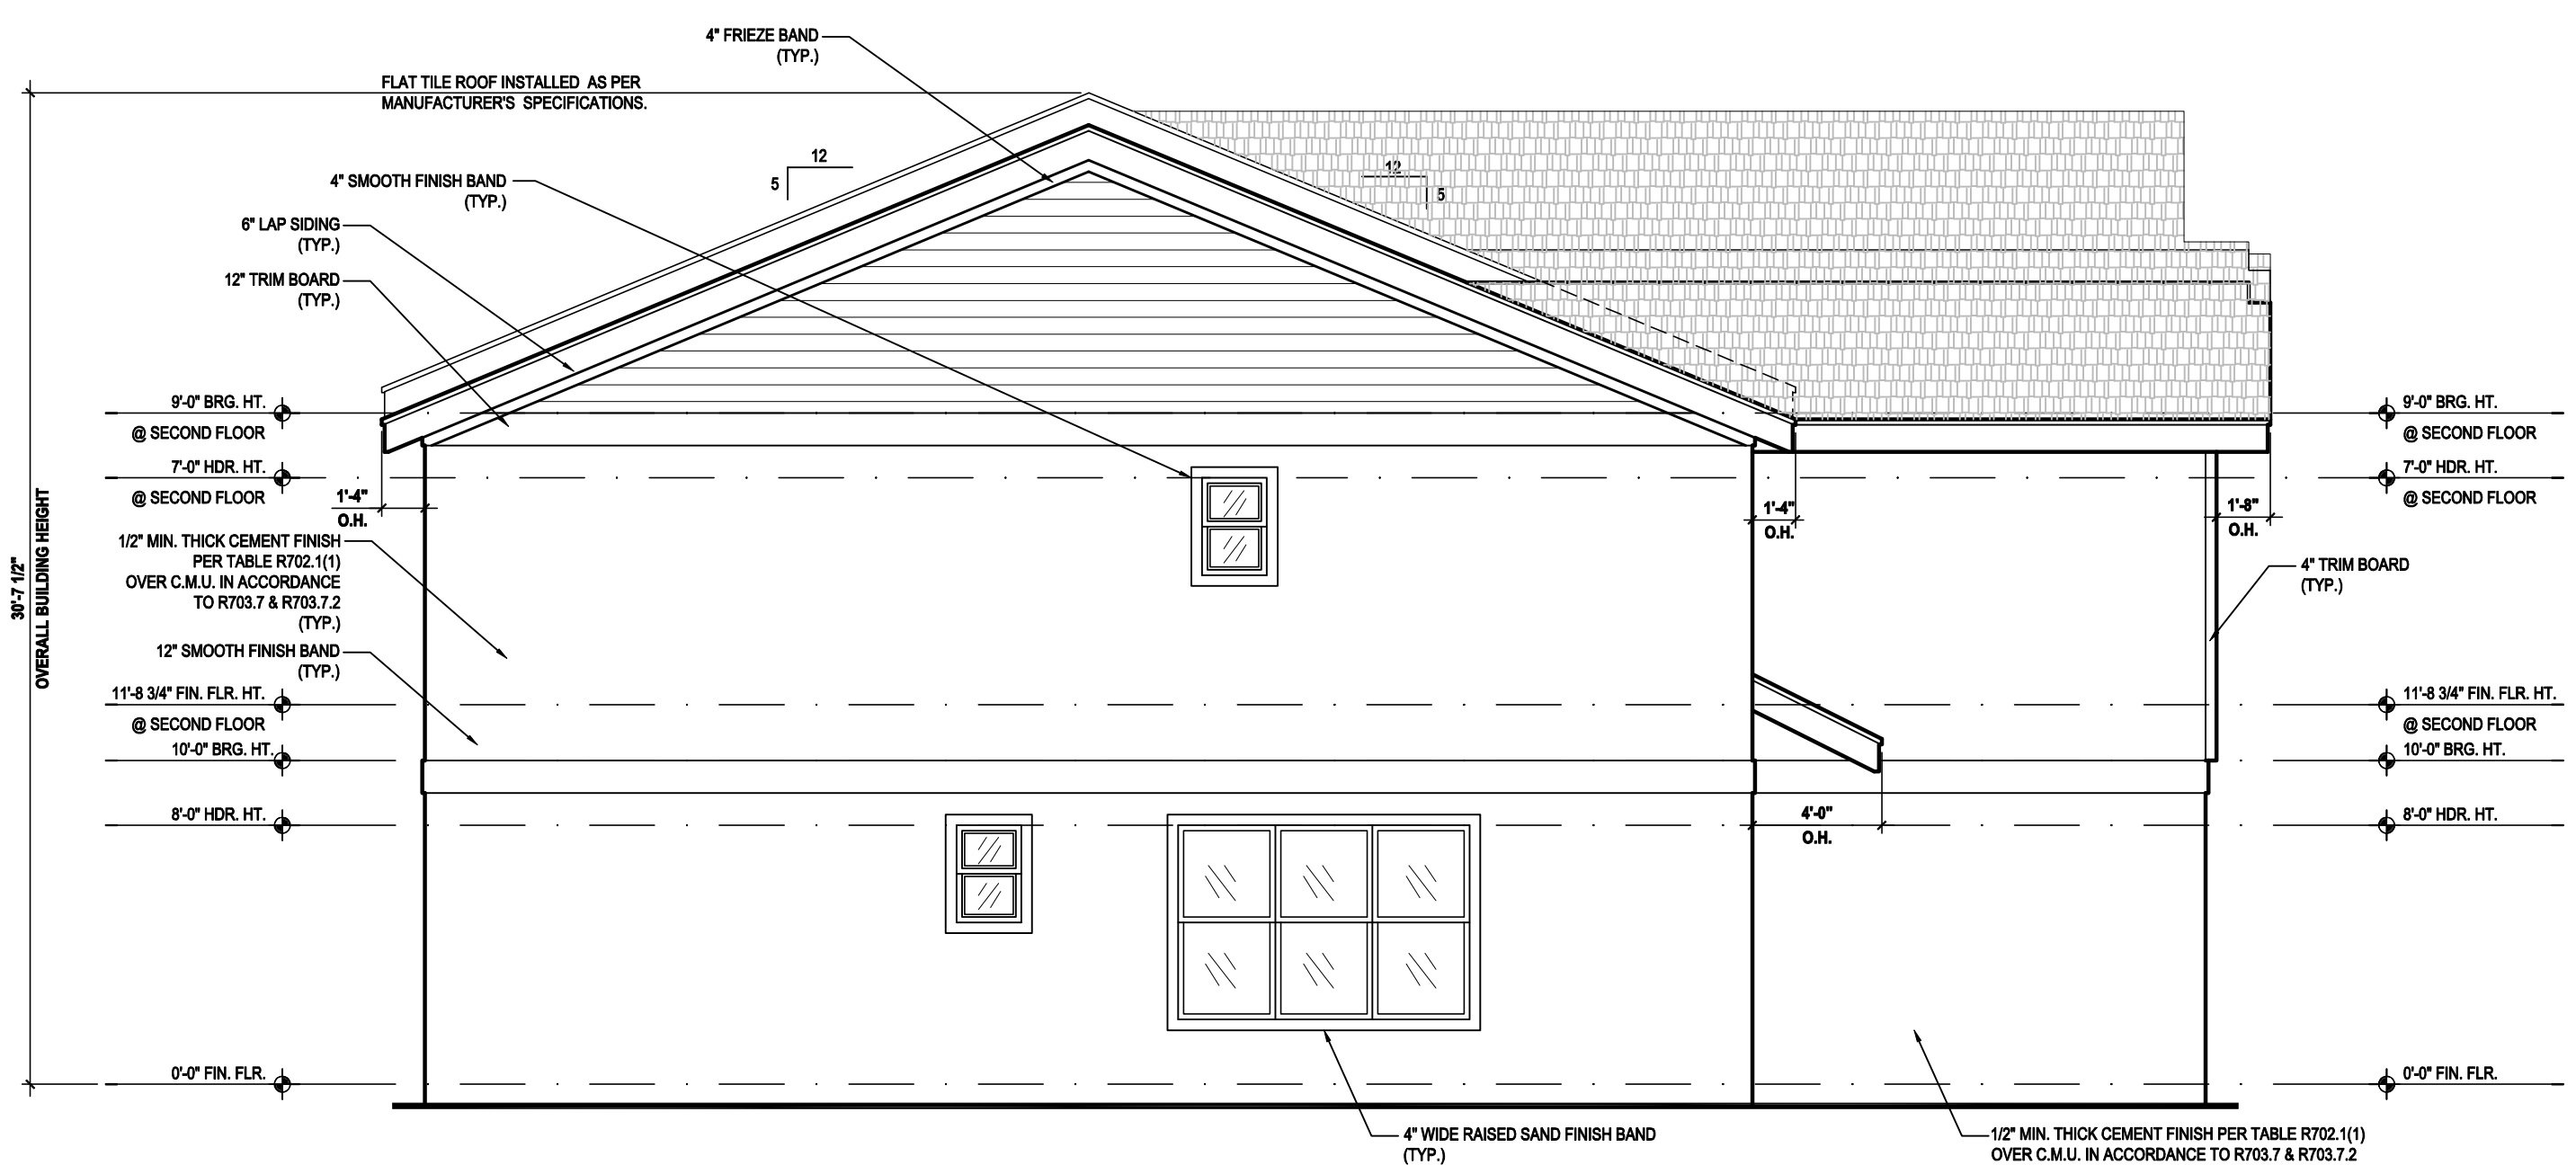 4" FRIEZE BAND
(TYP.)
FLAT TILE ROOF INSTALLED AS PER
MANUFACTURER'S SPECIFICATIONS.
12
5
12
5
4" SMOOTH FINISH BAND
(TYP.)
6" LAP SIDING
(TYP.)
12" TRIM BOARD
(TYP.)
9'-0" BRG. HT.
@ SECOND FLOOR
7'-0" HDR. HT.
@ SECOND FLOOR
1'-4"
O.H.
30'-7 1/2"
OVERALL BUILDING HEIGHT
1/2" MIN. THICK CEMENT FINISH
PER TABLE R702.1(1)
OVER C.M.U. IN ACCORDANCE
TO R703.7 & R703.7.2
(TYP.)
12" SMOOTH FINISH BAND
(TYP.)
11'-8 3/4" FIN. FLR. HT.
@ SECOND FLOOR
10'-0" BRG. HT.
8'-0" HDR. HT.
0'-0" FIN. FLR.
9'-0" BRG. HT.
@ SECOND FLOOR
7'-0" HDR. HT.
@ SECOND FLOOR
1'-4"
O.H.
1'-8"
O.H.
4" TRIM BOARD
(TYP.)
11'-8 3/4" FIN. FLR. HT.
@ SECOND FLOOR
10'-0" BRG. HT.
8'-0" HDR. HT.
4'-0"
O.H.
0'-0" FIN. FLR.
4" WIDE RAISED SAND FINISH BAND
(TYP.)
1/2" MIN. THICK CEMENT FINISH PER TABLE R702.1(1)
OVER C.M.U. IN ACCORDANCE TO R703.7 & R703.7.2